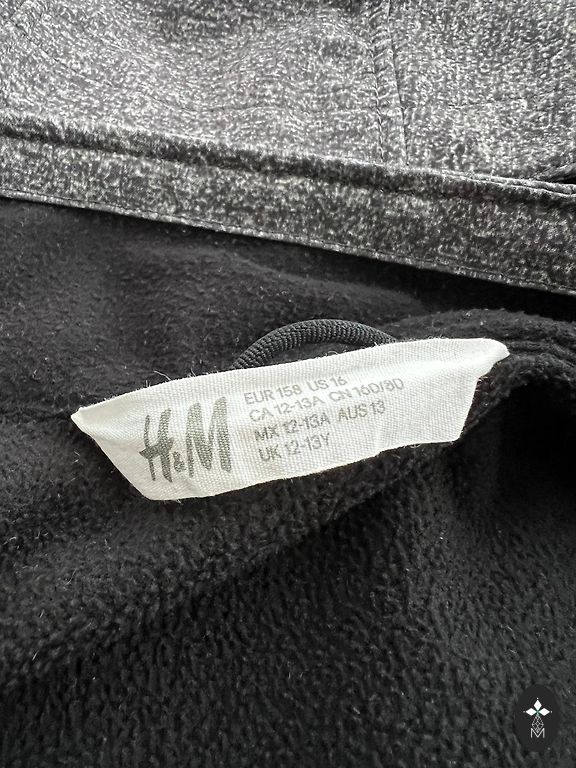 H&M
EUR 158 US 16
CA 12-13A CN 160/80
MX 12-13A AUS 13
UK 12-13Y
M